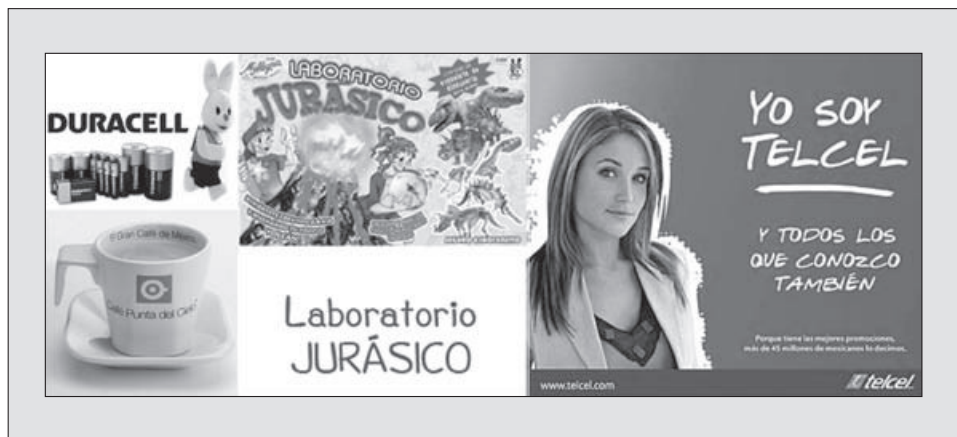 DURACELL
El Gran Café de México
Café Punta del Cielo
LABORATORIO
JURÁSICO
Laboratorio
JURÁSICO
YO SOY
TELCEL
Y TODOS LOS
QUE CONOZCO
TAMBIÉN
Porque tiene las mejores promociones,
más de 45 millones de mexicanos lo decimos.
www.telcel.com
telcel